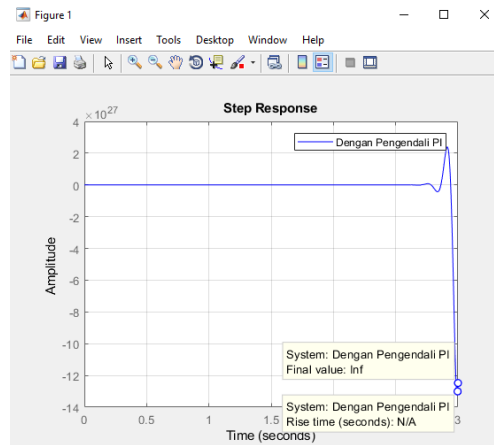 Figure 1
File Edit View Insert Tools Desktop Window Help
Step Response
×10^27
Dengan Pengendali PI
4
2
0
-2
-4
-6
-8
-10
-12
-14
Amplitude
System: Dengan Pengendali PI
Final value: Inf
System: Dengan Pengendali PI
Rise time (seconds): N/A
0 0.5 1 1.5 3
Time (seconds)